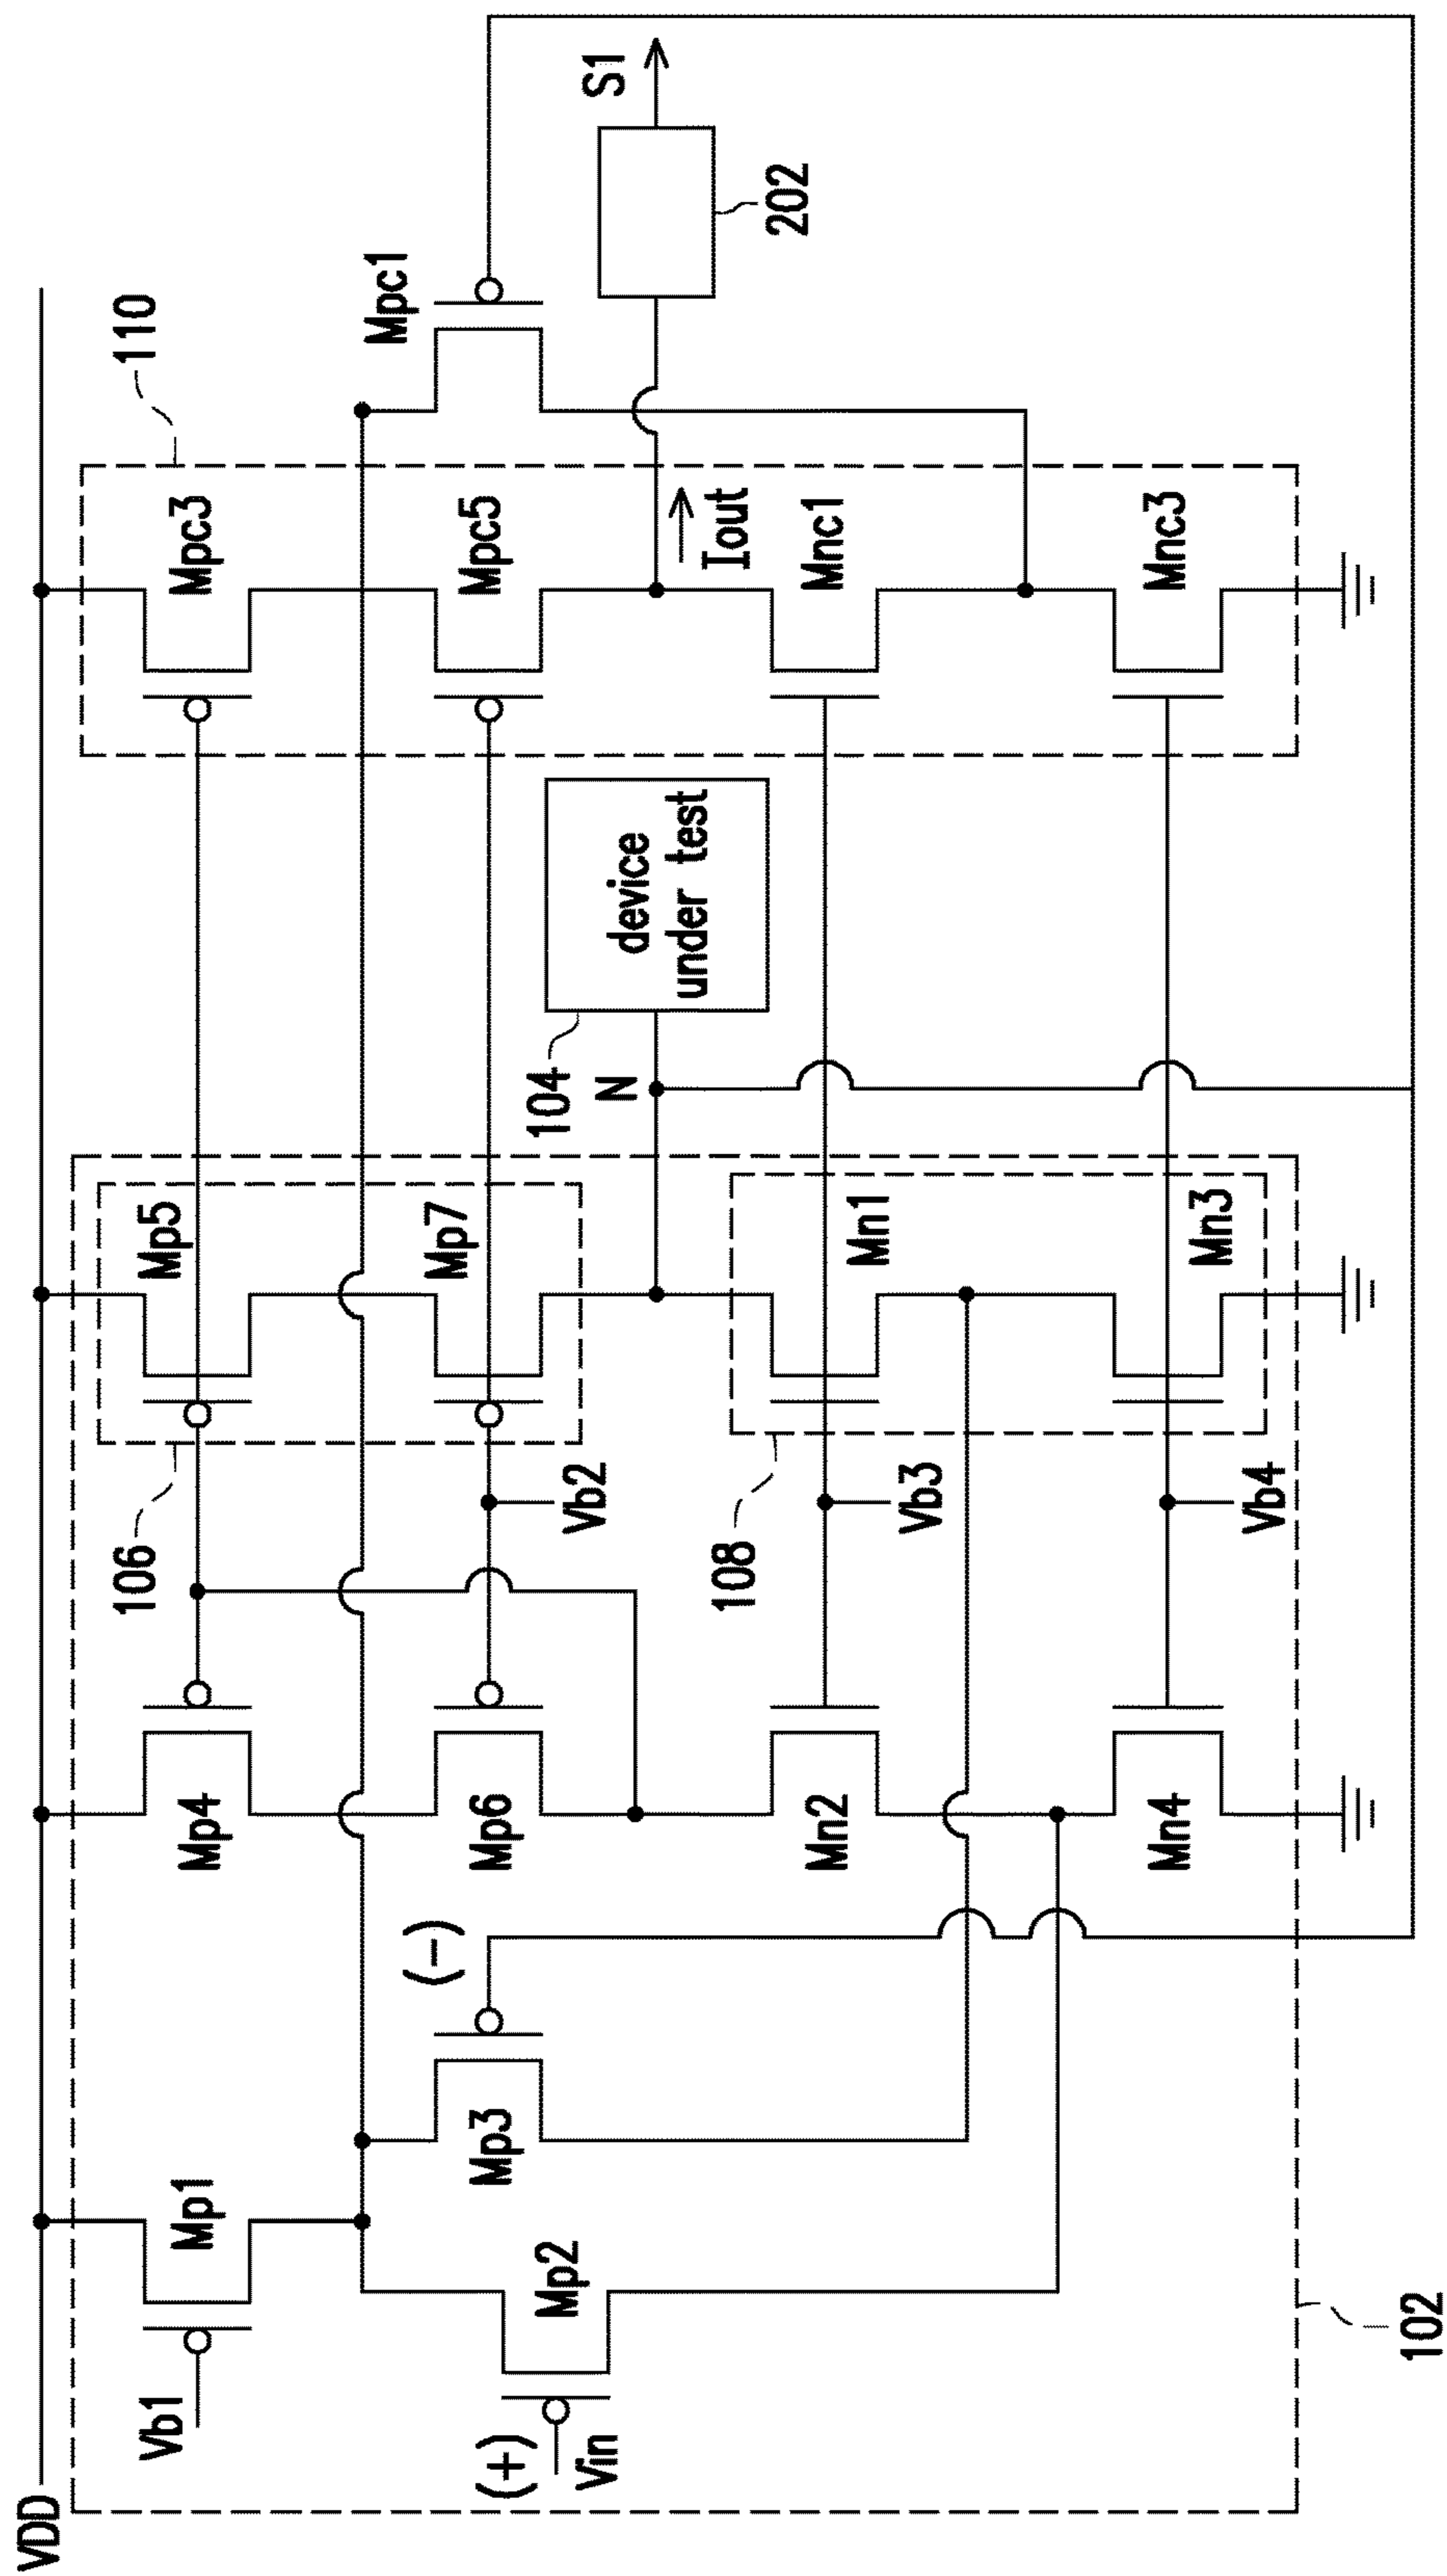 VDD
Vb1
Mp1
(+)
Vin
Mp2
Mp3
(-)
Mp4
Mp6
Mn2
Mn4
106
Vb2
108
Vb3
Vb4
Mp5
Mp7
Mn1
Mn3
104
N
device
under test
110
Mpc3
Mpc5
Iout
Mnc1
Mnc3
Mpc1
202
S1
102